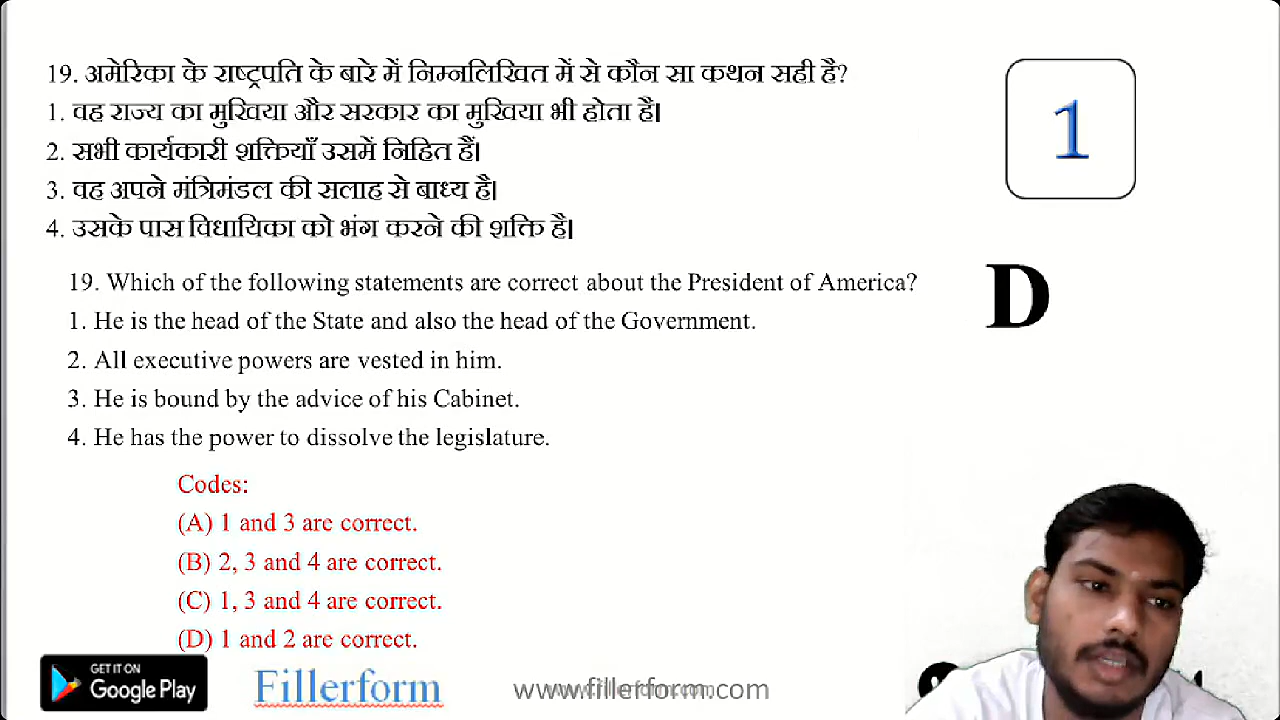 19. अमेरिका के राष्ट्रपति के बारे में निम्नलिखित में से कौन सा कथन सही है?
1. वह राज्य का मुखिया और सरकार का मुखिया भी होता है।
2. सभी कार्यकारी शक्तियाँ उसमें निहित हैं।
3. वह अपने मंत्रिमंडल की सलाह से बाध्य है।
4. उसके पास विधायिका को भंग करने की शक्ति है।
1
19. Which of the following statements are correct about the President of America?
1. He is the head of the State and also the head of the Government.
2. All executive powers are vested in him.
3. He is bound by the advice of his Cabinet.
4. He has the power to dissolve the legislature.
D
Codes:
(A) 1 and 3 are correct.
(B) 2, 3 and 4 are correct.
(C) 1, 3 and 4 are correct.
(D) 1 and 2 are correct.
GET IT ON
Google Play
Fillerform
www.fillerform.com